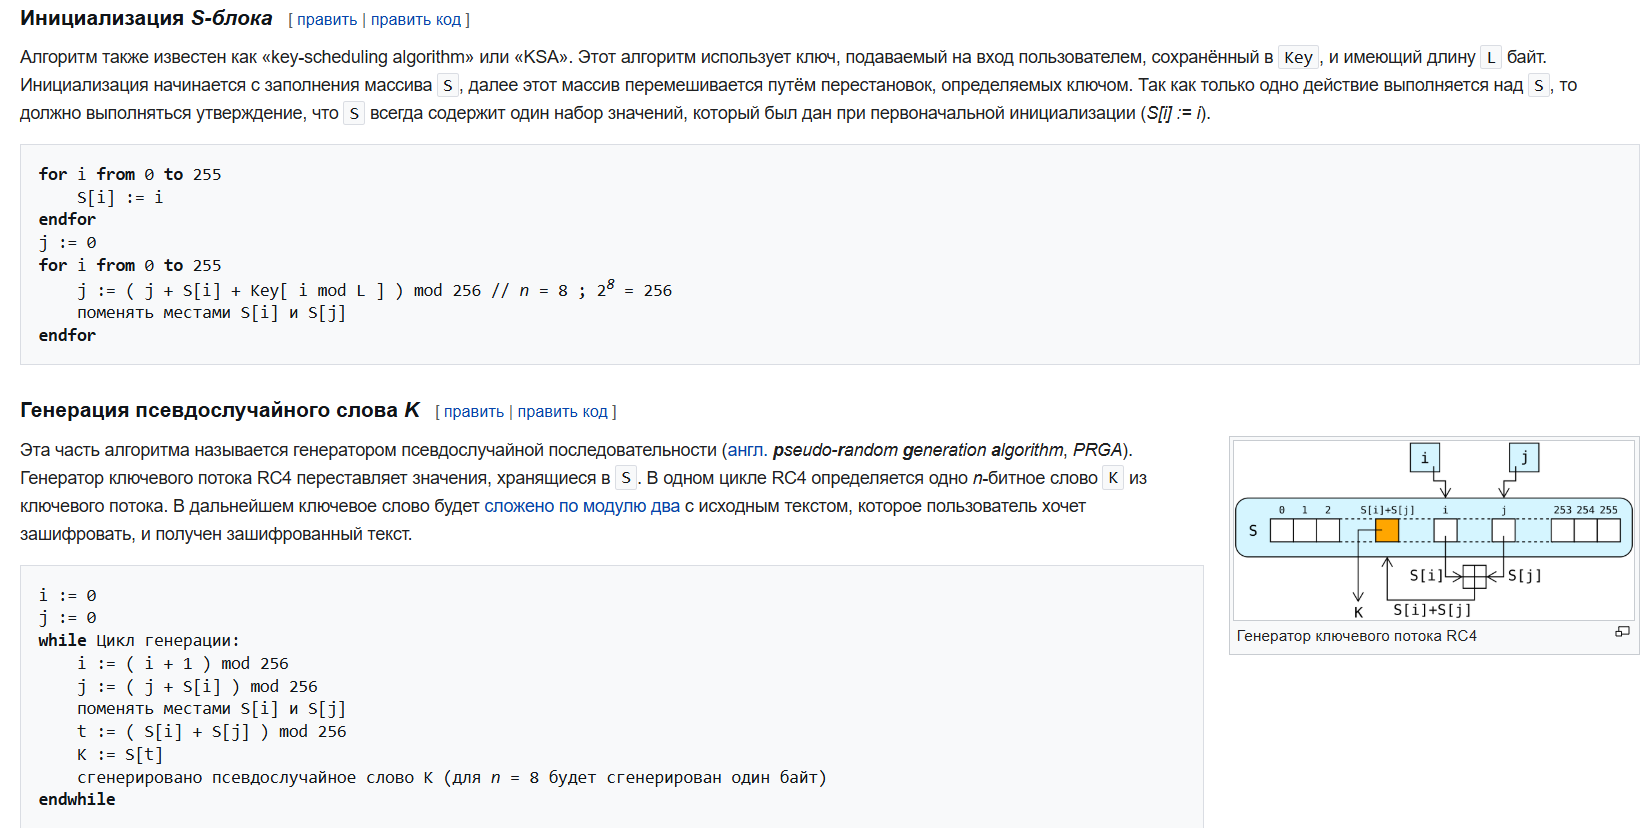 Инициализация S-блока [ править | править код ]
Алгоритм также известен как «key-scheduling algorithm» или «KSA». Этот алгоритм использует ключ, подаваемый на вход пользователем, сохранённый в Key, и имеющий длину L байт.
Инициализация начинается с заполнения массива S, далее этот массив перемешивается путём перестановок, определяемых ключом. Так как только одно действие выполняется над S, то
должно выполняться утверждение, что S всегда содержит один набор значений, который был дан при первоначальной инициализации (S[i] := i).
for i from 0 to 255
    S[i] := i
endfor
j := 0
for i from 0 to 255
    j := ( j + S[i] + Key[ i mod L ] ) mod 256 // n = 8 ; 2⁸ = 256
    поменять местами S[i] и S[j]
endfor
Генерация псевдослучайного слова K [ править | править код ]
Эта часть алгоритма называется генератором псевдослучайной последовательности (англ. pseudo-random generation algorithm, PRGA).
Генератор ключевого потока RC4 переставляет значения, хранящиеся в S. В одном цикле RC4 определяется одно n-битное слово K из
ключевого потока. В дальнейшем ключевое слово будет сложено по модулю два с исходным текстом, которое пользователь хочет
зашифровать, и получен зашифрованный текст.
i := 0
j := 0
while Цикл генерации:
    i := ( i + 1 ) mod 256
    j := ( j + S[i] ) mod 256
    поменять местами S[i] и S[j]
    t := ( S[i] + S[j] ) mod 256
    K := S[t]
    сгенерировано псевдослучайное слово K (для n = 8 будет сгенерирован один байт)
endwhile
i j
0 1 2 S[i]+S[j] i j 253 254 255
S
S[i] S[j]
K S[i]+S[j]
Генератор ключевого потока RC4